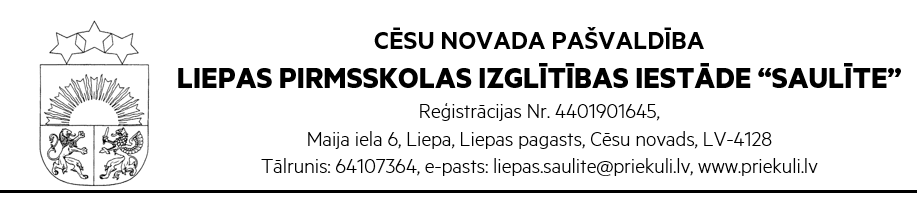 CĒSU NOVADA PAŠVALDĪBA
LIEPAS PIRMSSKOLAS IZGLĪTĪBAS IESTĀDE “SAULĪTE”
Reģistrācijas Nr. 4401901645,
Maija iela 6, Liepa, Liepas pagasts, Cēsu novads, LV-4128
Tālrunis: 64107364, e-pasts: liepas.saulite@priekuli.lv, www.priekuli.lv